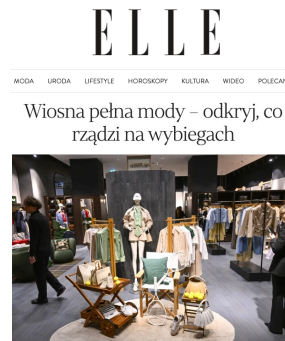 ELLE
MODA URODA LIFESTYLE HOROSKOPY KULTURA WIDEO POLECAN
Wiosna pełna mody – odkryj, co
rządzi na wybiegach